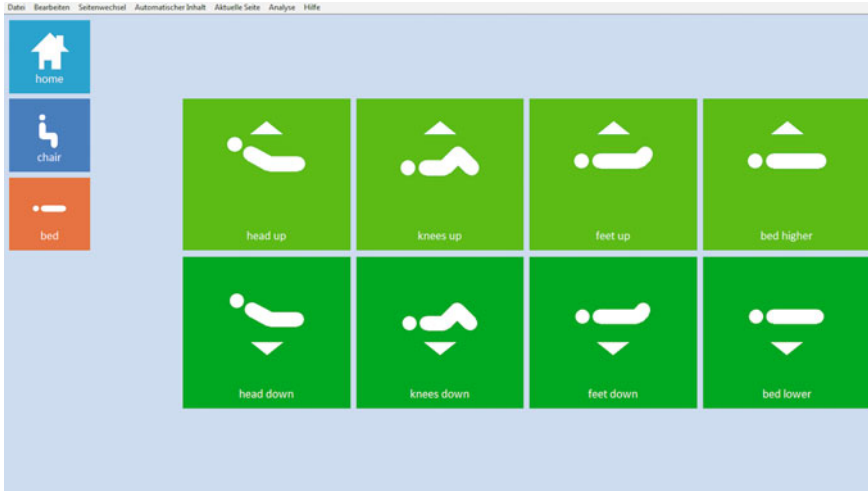 Datei Bearbeiten Seitenwechsel Automatischer Inhalt Aktuelle Seite Analyse Hilfe
home
chair
bed
head up knees up feet up bed higher
head down knees down feet down bed lower